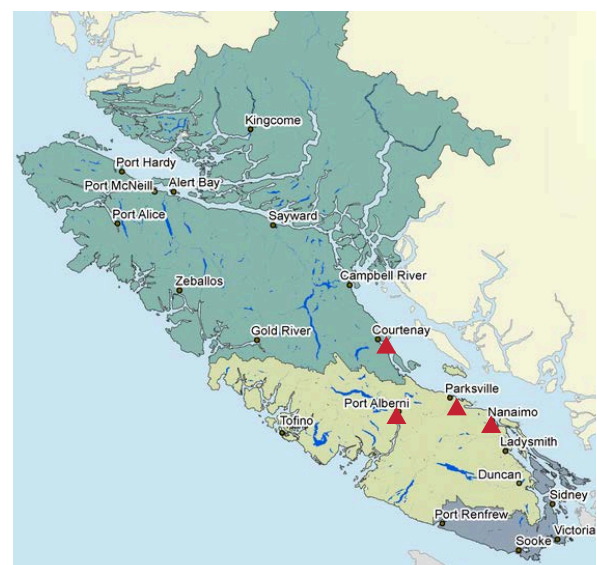 Kingcome
Port Hardy
Port McNeill
Alert Bay
Port Alice
Sayward
Zeballos
Campbell River
Gold River
Courtenay
Parksville
Port Alberni
Nanaimo
Tofino
Ladysmith
Duncan
Sidney
Port Renfrew
Victoria
Sooke